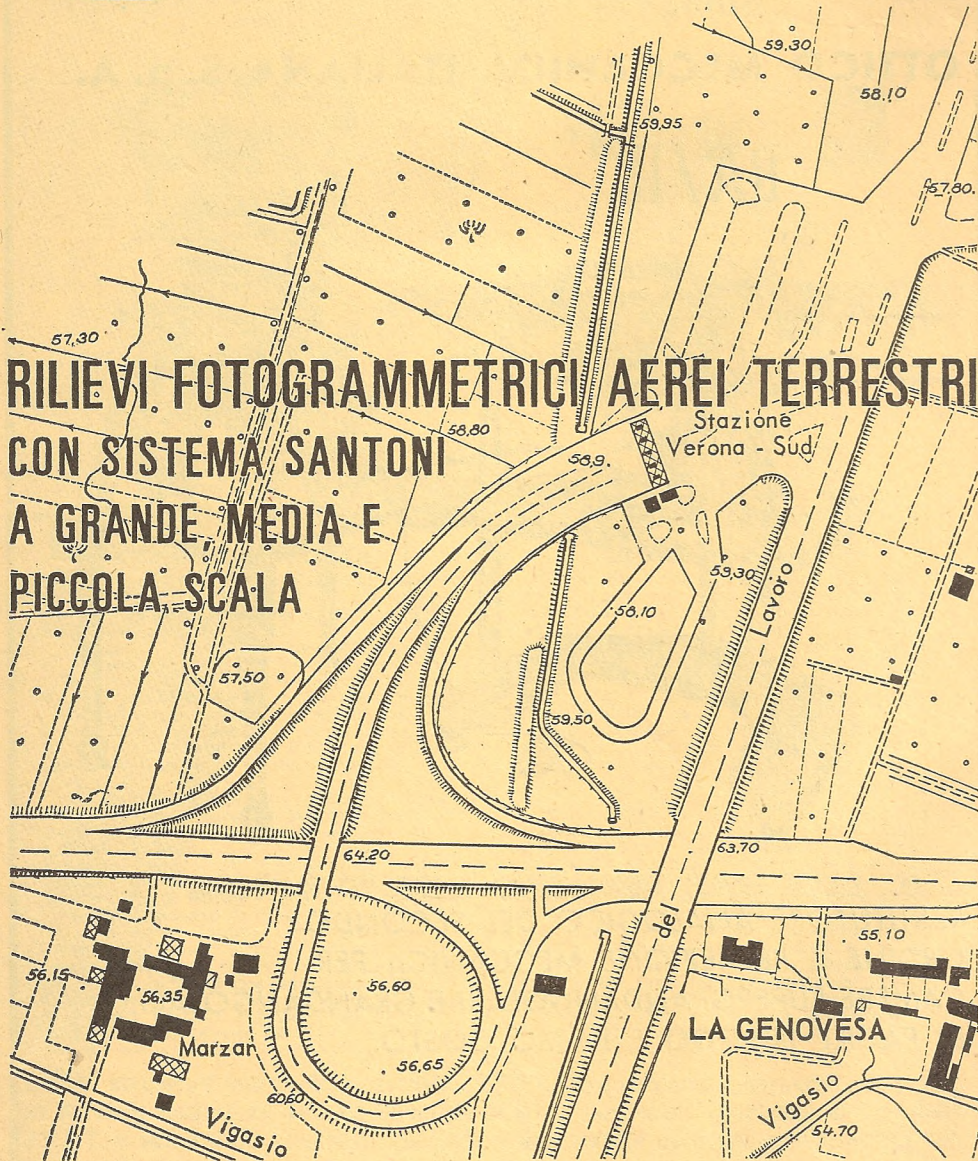 59,30
58,10
59,95
57,80.
57,30
RILIEVI FOTOGRAMMETRICI AEREI TERRESTRI
Stazione
Verona - Sud
58,80
CON SISTEMA SANTONI
58,9.
A GRANDE MEDIA E
59,30
PICCOLA SCALA
58,10
Lavoro
57,50
59,50
64.20
63,70
del
55,10
56,15
56,35
56,60
LA GENOVESA
Marzan
56,65
6060
Vigasio
Vigasio
54.70